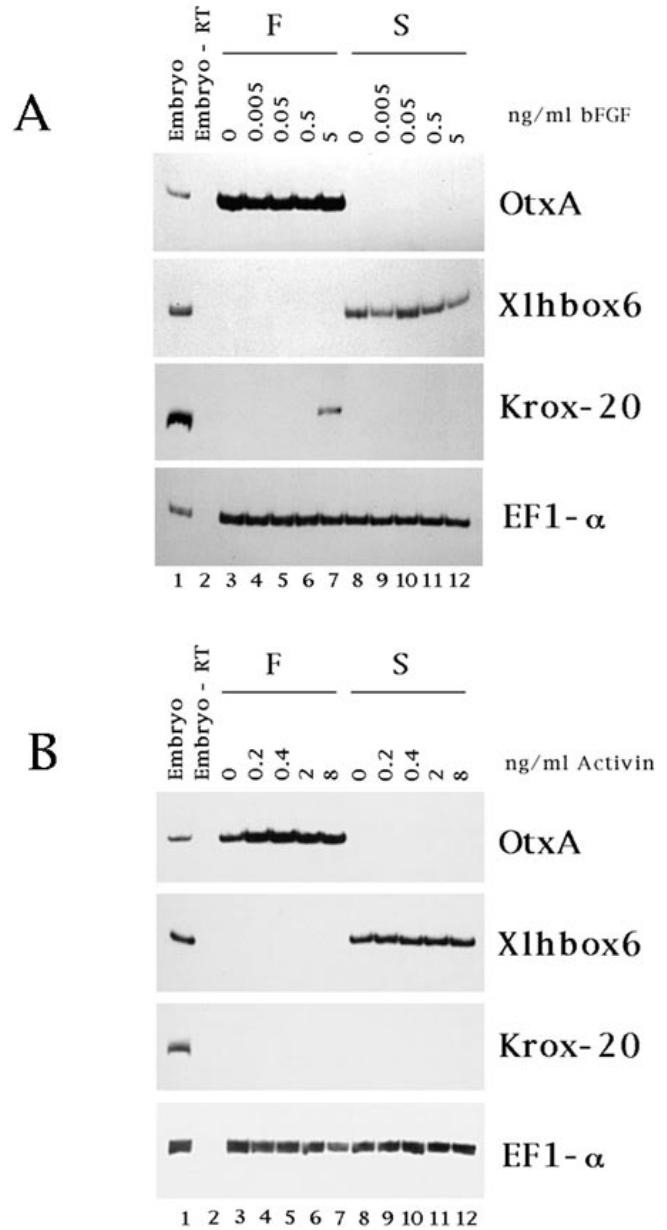 A
F S
Embryo Embryo - RT 0 0.005 0.05 0.5 5 0 0.005 0.05 0.5 5 ng/ml bFGF
OtxA
Xlhbox6
Krox-20
EF1- α
1 2 3 4 5 6 7 8 9 10 11 12
B
F S
Embryo Embryo - RT 0 0.2 0.4 2 8 0 0.2 0.4 2 8 ng/ml Activin
OtxA
Xlhbox6
Krox-20
EF1- α
1 2 3 4 5 6 7 8 9 10 11 12